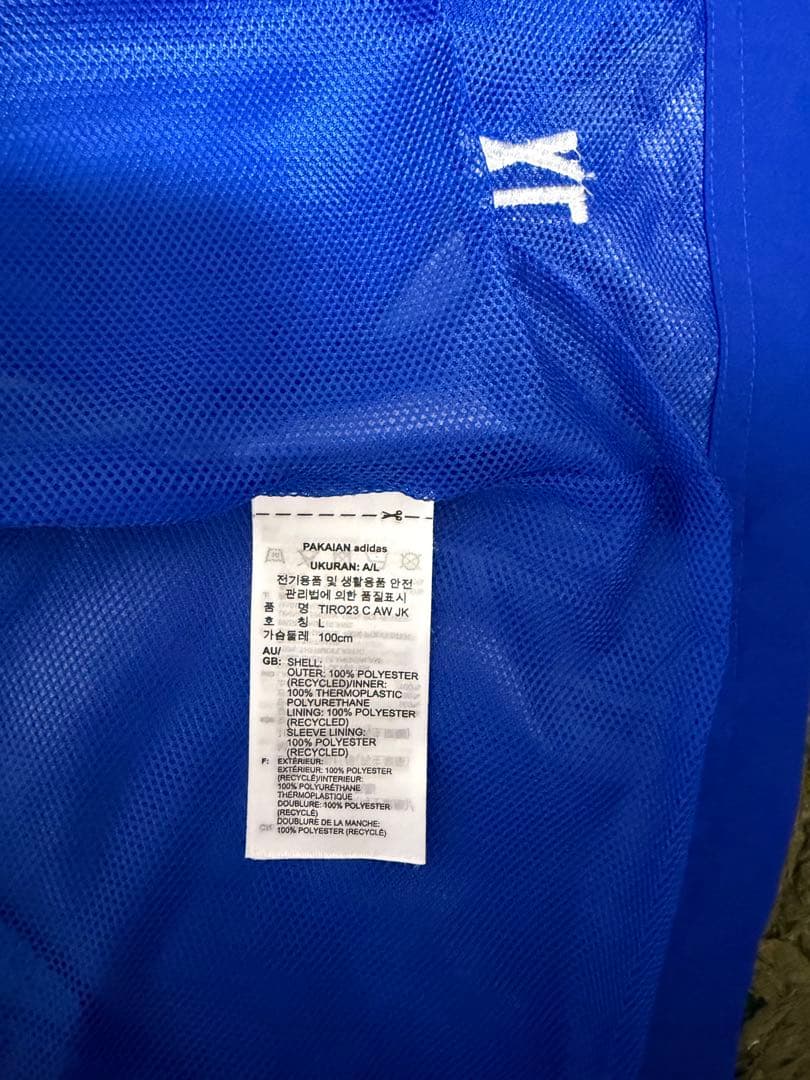 PAKAIAN adidas
UKURAN: A/L
전기용품 및 생활용품 안전
관리법에 의한 품질표시
품 명 TIRO23 C AW JK
호 칭 L
가슴둘레 100cm
AU/
GB: SHELL:
OUTER: 100% POLYESTER
(RECYCLED)/INNER:
100% THERMOPLASTIC
POLYURETHANE
LINING: 100% POLYESTER
(RECYCLED)
SLEEVE LINING:
100% POLYESTER
(RECYCLED)
F: EXTÉRIEUR:
EXTÉRIEUR: 100% POLYESTER
(RECYCLÉ)/INTERIEUR:
100% POLYURÉTHANE
THERMOPLASTIQUE
DOUBLURE: 100% POLYESTER
(RECYCLÉ)
DOUBLURE DE LA MANCHE:
100% POLYESTER (RECYCLÉ)